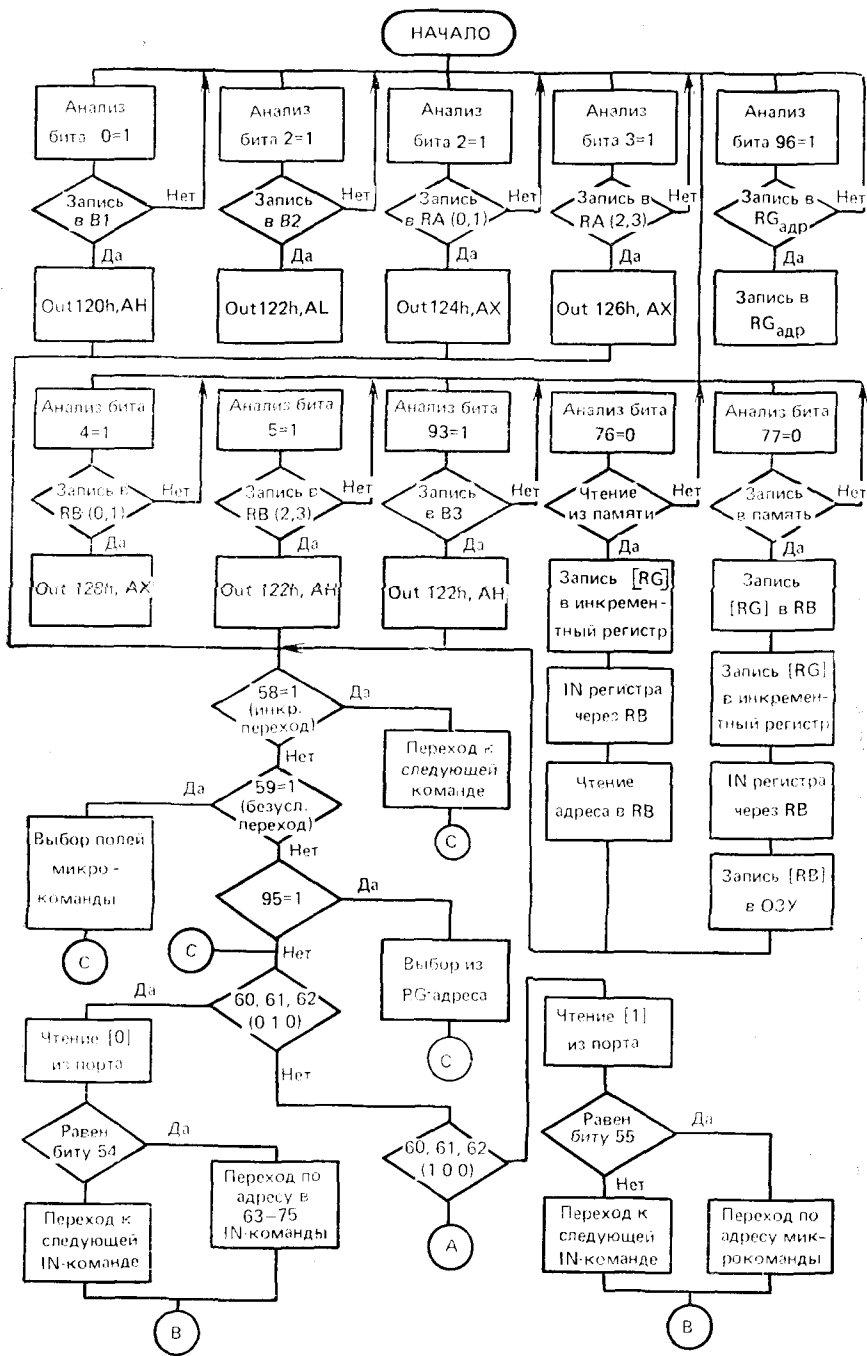 НАЧАЛО
Анализ
бита 0=1
Анализ
бита 2=1
Анализ
бита 2=1
Анализ
бита 3=1
Анализ
бита 96=1
Запись
в В1
Нет
Запись
в В2
Нет
Запись
в RA (0,1)
Нет
Запись в
RA (2,3)
Нет
Запись в
RGадр
Нет
Да
Да
Да
Да
Да
Out 120h, AH
Out 122h, AL
Out 124h, AX
Out 126h, AX
Запись в
RGадр
Анализ бита
4=1
Анализ бита
5=1
Анализ бита
93=1
Анализ бита
76=0
Анализ бита
77=0
Запись в
RB (0,1)
Нет
Запись в
RB (2,3)
Нет
Запись
в В3
Нет
Чтение
из памяти
Нет
Запись
в память
Нет
Да
Да
Да
Да
Да
Out 128h, AX
Out 122h, AH
Out 122h, AH
Запись [RG]
в инкремен-
тный регистр
Запись
[RG] в RB
58=1
(инкр.
переход)
Да
IN регистра
через RB
Запись [RG]
в инкремен-
тный регистр
Нет
Переход к
следующей
команде
Чтение
адреса в RB
IN регистра
через RB
Да
59=1
(безусл.
переход)
С
Запись [RB]
в ОЗУ
Выбор полей
микро-
команды
Нет
95=1
Да
С
С
Нет
Выбор из
РG-адреса
Да
60, 61, 62
(0 1 0)
С
Чтение [0]
из порта
Нет
Чтение [1]
из порта
Равен
биту 54
Да
60, 61, 62
(1 0 0)
Равен
биту 55
Да
Нет
Переход к
следующей
IN-команде
Переход по
адресу в
63–75
IN-команды
А
Переход к
следующей
IN-команде
Переход по
адресу мик-
рокоманды
В
В